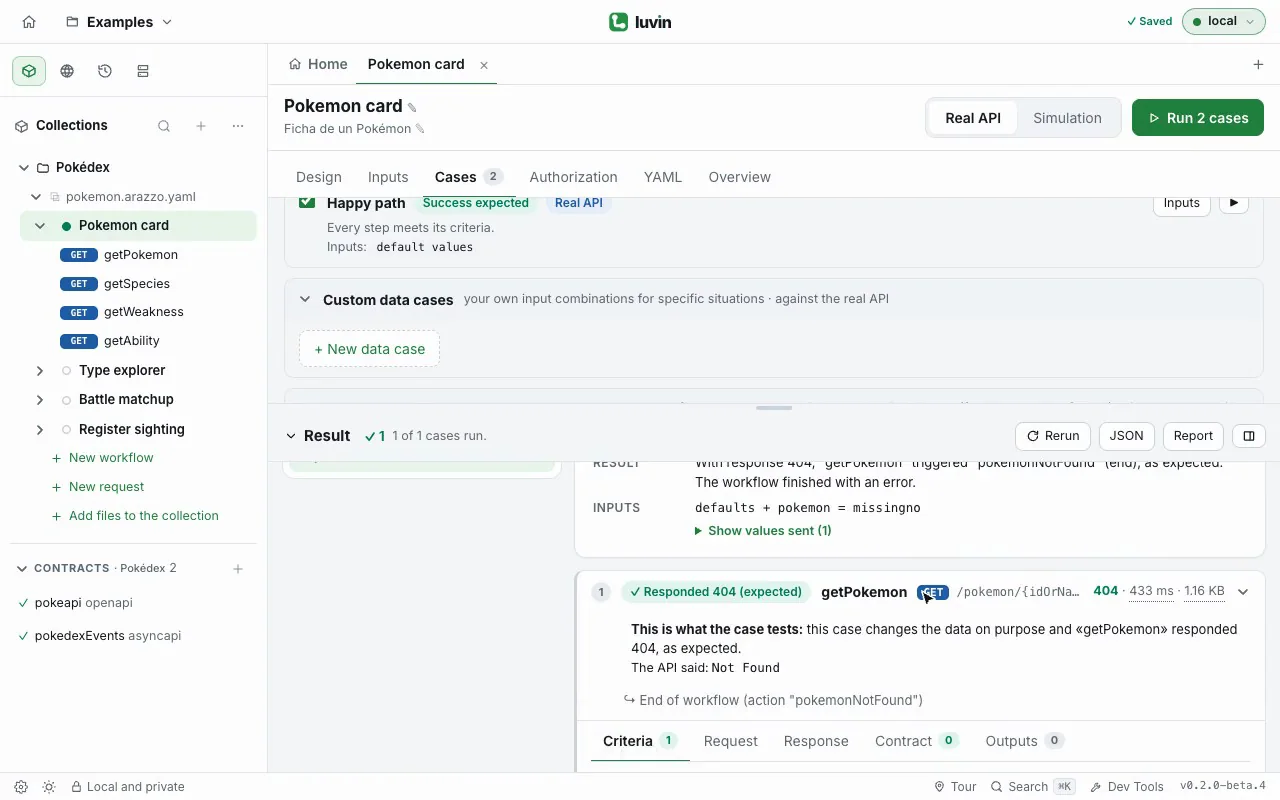 Examples
luvin
Saved
local
Home
Pokemon card
Pokemon card
Ficha de un Pokémon
Real API
Simulation
Run 2 cases
Collections
Design
Inputs
Cases 2
Authorization
YAML
Overview
Pokédex
pokemon.arazzo.yaml
Pokemon card
GET getPokemon
GET getSpecies
GET getWeakness
GET getAbility
Type explorer
Battle matchup
Register sighting
+ New workflow
+ New request
+ Add files to the collection
CONTRACTS · Pokédex 2
pokeapi openapi
pokedexEvents asyncapi
Happy path Success expected Real API
Inputs
Every step meets its criteria.
Inputs: default values
Custom data cases your own input combinations for specific situations · against the real API
+ New data case
Result 1 1 of 1 cases run.
Rerun
JSON
Report
RESULT With response 404, "getPokemon" triggered "pokemonNotFound" (end), as expected.
The workflow finished with an error.
INPUTS defaults + pokemon = missingno
Show values sent (1)
1 Responded 404 (expected) getPokemon GET /pokemon/{idOrNa… 404 · 433 ms · 1.16 KB
This is what the case tests: this case changes the data on purpose and «getPokemon» responded
404, as expected.
The API said: Not Found
↪ End of workflow (action "pokemonNotFound")
Criteria 1
Request
Response
Contract 0
Outputs 0
Local and private
Tour
Search ⌘K
Dev Tools
v0.2.0-beta.4